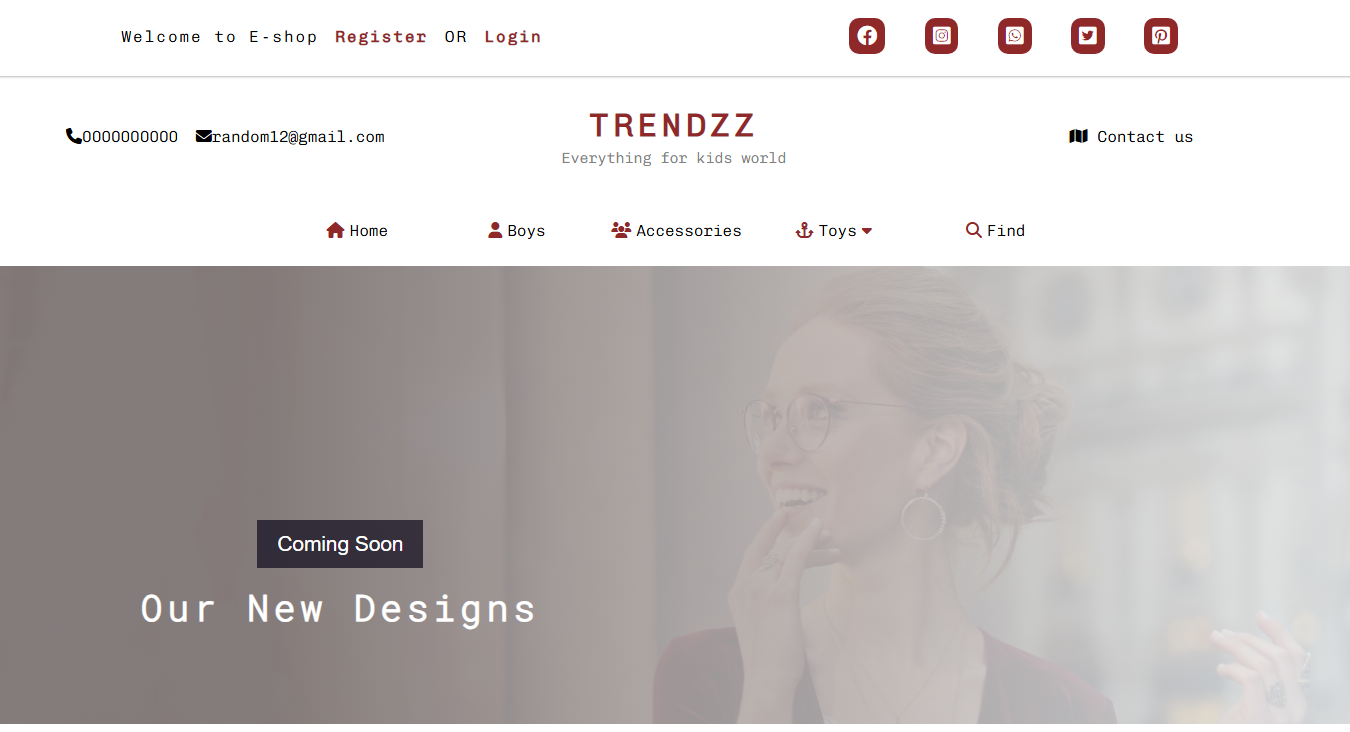 Welcome to E-shop Register OR Login
0000000000 random12@gmail.com
TRENDZZ
Everything for kids world
Contact us
Home Boys Accessories Toys Find
Coming Soon
Our New Designs